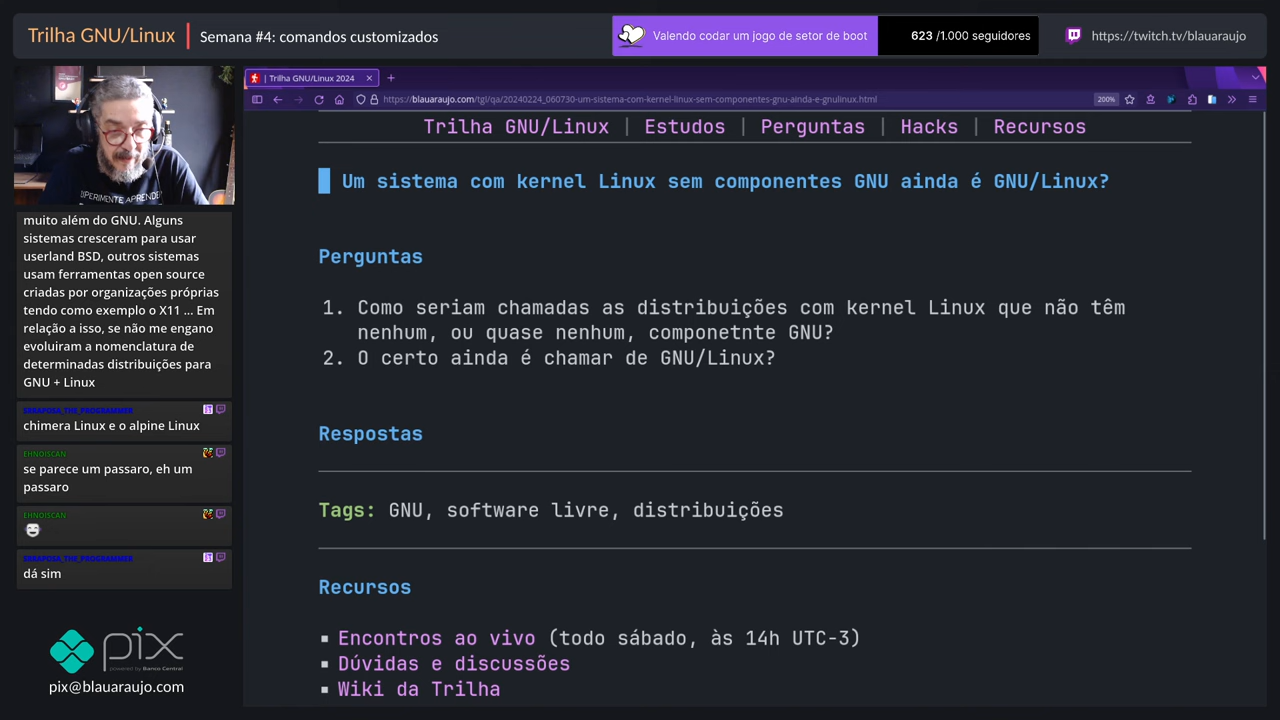 Trilha GNU/Linux
Semana #4: comandos customizados
Valendo codar um jogo de setor de boot
623 /1.000 seguidores
https://twitch.tv/blauaraujo
| Trilha GNU/Linux 2024
https://blauaraujo.com/tgl/qa/20240224_060730-um-sistema-com-kernel-linux-sem-componentes-gnu-ainda-e-gnulinux.html
200%
Trilha GNU/Linux | Estudos | Perguntas | Hacks | Recursos
Um sistema com kernel Linux sem componentes GNU ainda é GNU/Linux?
Perguntas
1. Como seriam chamadas as distribuições com kernel Linux que não têm
nenhum, ou quase nenhum, componetnte GNU?
2. O certo ainda é chamar de GNU/Linux?
Respostas
Tags: GNU, software livre, distribuições
Recursos
▪ Encontros ao vivo (todo sábado, às 14h UTC-3)
▪ Dúvidas e discussões
▪ Wiki da Trilha
muito além do GNU. Alguns
sistemas cresceram para usar
userland BSD, outros sistemas
usam ferramentas open source
criadas por organizações próprias
tendo como exemplo o X11 ... Em
relação a isso, se não me engano
evoluiram a nomenclatura de
determinadas distribuições para
GNU + Linux
chimera Linux e o alpine Linux
EHNOISCAN
se parece um passaro, eh um
passaro
EHNOISCAN
dá sim
pix
powered by Banco Central
pix@blauaraujo.com